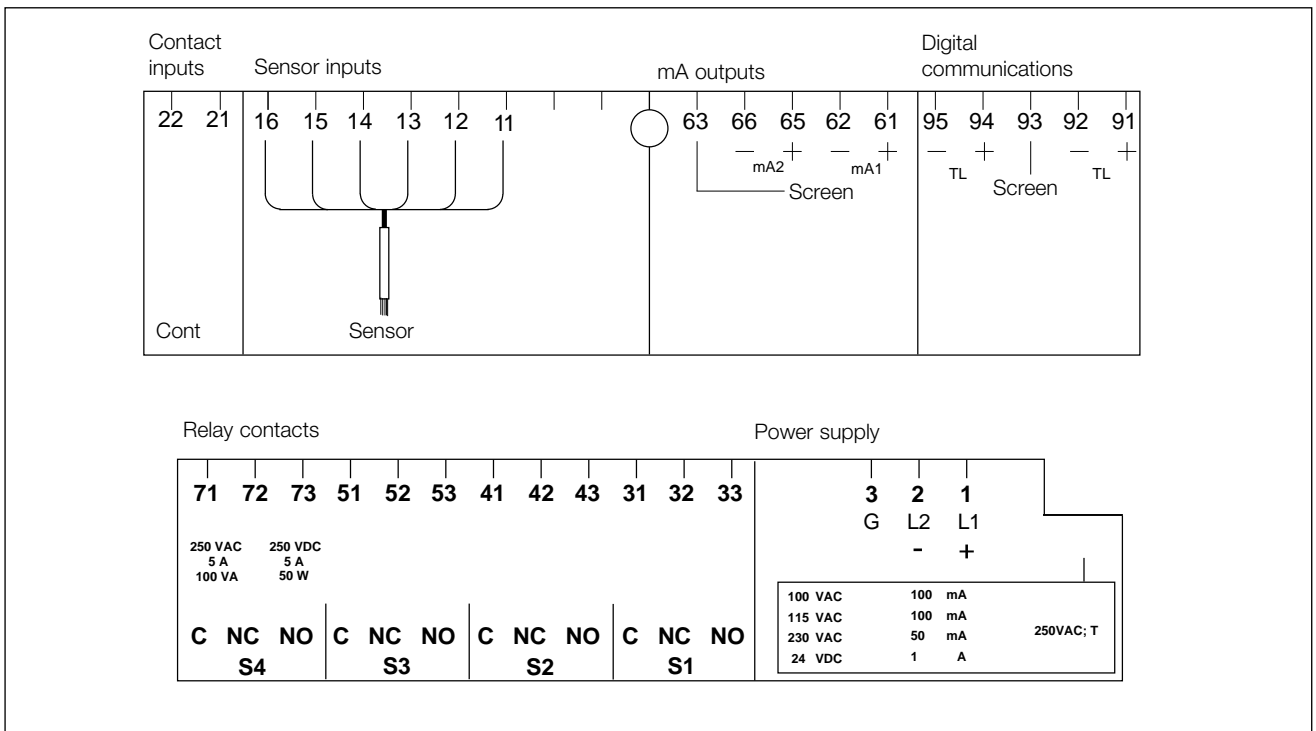 Contact
inputs
Sensor inputs
mA outputs
Digital
communications
22 21 16 15 14 13 12 11 63 66 65 62 61 95 94 93 92 91
— + — + — + — +
mA2 mA1 TL TL
Screen Screen
Cont Sensor
Relay contacts
Power supply
71 72 73 51 52 53 41 42 43 31 32 33
3 2 1
G L2 L1
- +
250 VAC 250 VDC
5 A 5 A
100 VA 50 W
100 VAC 100 mA
115 VAC 100 mA
230 VAC 50 mA
24 VDC 1 A
250VAC; T
C NC NO C NC NO C NC NO C NC NO
S4 S3 S2 S1